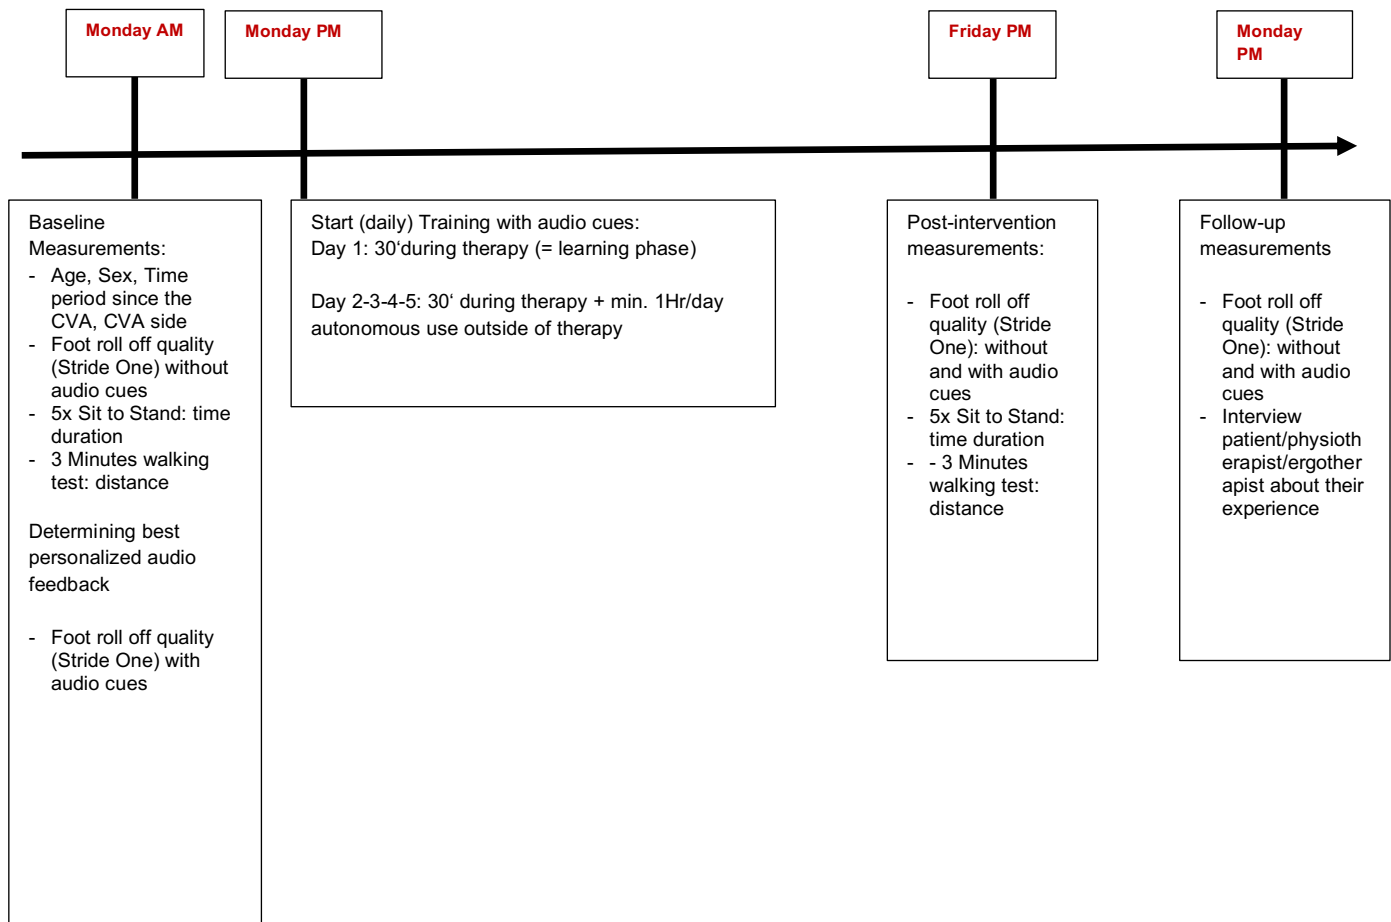 Monday AM
Monday PM
Friday PM
Monday
PM
Baseline
Measurements:
- Age, Sex, Time
period since the
CVA, CVA side
- Foot roll off quality
(Stride One) without
audio cues
- 5x Sit to Stand: time
duration
- 3 Minutes walking
test: distance
Determining best
personalized audio
feedback
- Foot roll off quality
(Stride One) with
audio cues
Start (daily) Training with audio cues:
Day 1: 30‘during therapy (= learning phase)
Day 2-3-4-5: 30‘ during therapy + min. 1Hr/day
autonomous use outside of therapy
Post-intervention
measurements:
- Foot roll off
quality (Stride
One): without
and with audio
cues
- 5x Sit to Stand:
time duration
- - 3 Minutes
walking test:
distance
Follow-up
measurements
- Foot roll off
quality (Stride
One): without
and with audio
cues
- Interview
patient/physioth
erapist/ergother
apist about their
experience